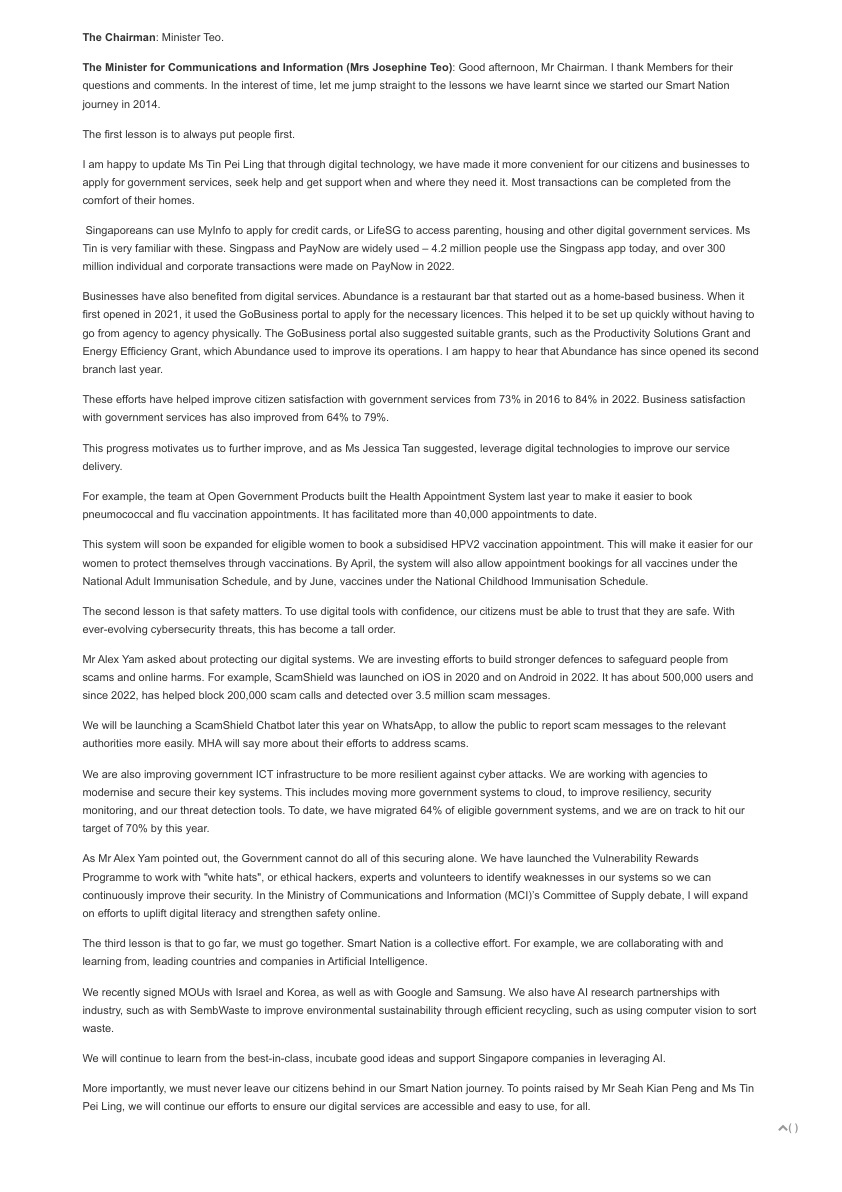 The Chairman: Minister Teo.
The Minister for Communications and Information (Mrs Josephine Teo): Good afternoon, Mr Chairman. I thank Members for their
questions and comments. In the interest of time, let me jump straight to the lessons we have learnt since we started our Smart Nation
journey in 2014.
The first lesson is to always put people first.
I am happy to update Ms Tin Pei Ling that through digital technology, we have made it more convenient for our citizens and businesses to
apply for government services, seek help and get support when and where they need it. Most transactions can be completed from the
comfort of their homes.
Singaporeans can use MyInfo to apply for credit cards, or LifeSG to access parenting, housing and other digital government services. Ms
Tin is very familiar with these. Singpass and PayNow are widely used – 4.2 million people use the Singpass app today, and over 300
million individual and corporate transactions were made on PayNow in 2022.
Businesses have also benefited from digital services. Abundance is a restaurant bar that started out as a home-based business. When it
first opened in 2021, it used the GoBusiness portal to apply for the necessary licences. This helped it to be set up quickly without having to
go from agency to agency physically. The GoBusiness portal also suggested suitable grants, such as the Productivity Solutions Grant and
Energy Efficiency Grant, which Abundance used to improve its operations. I am happy to hear that Abundance has since opened its second
branch last year.
These efforts have helped improve citizen satisfaction with government services from 73% in 2016 to 84% in 2022. Business satisfaction
with government services has also improved from 64% to 79%.
This progress motivates us to further improve, and as Ms Jessica Tan suggested, leverage digital technologies to improve our service
delivery.
For example, the team at Open Government Products built the Health Appointment System last year to make it easier to book
pneumococcal and flu vaccination appointments. It has facilitated more than 40,000 appointments to date.
This system will soon be expanded for eligible women to book a subsidised HPV2 vaccination appointment. This will make it easier for our
women to protect themselves through vaccinations. By April, the system will also allow appointment bookings for all vaccines under the
National Adult Immunisation Schedule, and by June, vaccines under the National Childhood Immunisation Schedule.
The second lesson is that safety matters. To use digital tools with confidence, our citizens must be able to trust that they are safe. With
ever-evolving cybersecurity threats, this has become a tall order.
Mr Alex Yam asked about protecting our digital systems. We are investing efforts to build stronger defences to safeguard people from
scams and online harms. For example, ScamShield was launched on iOS in 2020 and on Android in 2022. It has about 500,000 users and
since 2022, has helped block 200,000 scam calls and detected over 3.5 million scam messages.
We will be launching a ScamShield Chatbot later this year on WhatsApp, to allow the public to report scam messages to the relevant
authorities more easily. MHA will say more about their efforts to address scams.
We are also improving government ICT infrastructure to be more resilient against cyber attacks. We are working with agencies to
modernise and secure their key systems. This includes moving more government systems to cloud, to improve resiliency, security
monitoring, and our threat detection tools. To date, we have migrated 64% of eligible government systems, and we are on track to hit our
target of 70% by this year.
As Mr Alex Yam pointed out, the Government cannot do all of this securing alone. We have launched the Vulnerability Rewards
Programme to work with "white hats", or ethical hackers, experts and volunteers to identify weaknesses in our systems so we can
continuously improve their security. In the Ministry of Communications and Information (MCI)'s Committee of Supply debate, I will expand
on efforts to uplift digital literacy and strengthen safety online.
The third lesson is that to go far, we must go together. Smart Nation is a collective effort. For example, we are collaborating with and
learning from, leading countries and companies in Artificial Intelligence.
We recently signed MOUs with Israel and Korea, as well as with Google and Samsung. We also have AI research partnerships with
industry, such as with SembWaste to improve environmental sustainability through efficient recycling, such as using computer vision to sort
waste.
We will continue to learn from the best-in-class, incubate good ideas and support Singapore companies in leveraging AI.
More importantly, we must never leave our citizens behind in our Smart Nation journey. To points raised by Mr Seah Kian Peng and Ms Tin
Pei Ling, we will continue our efforts to ensure our digital services are accessible and easy to use, for all.
( )